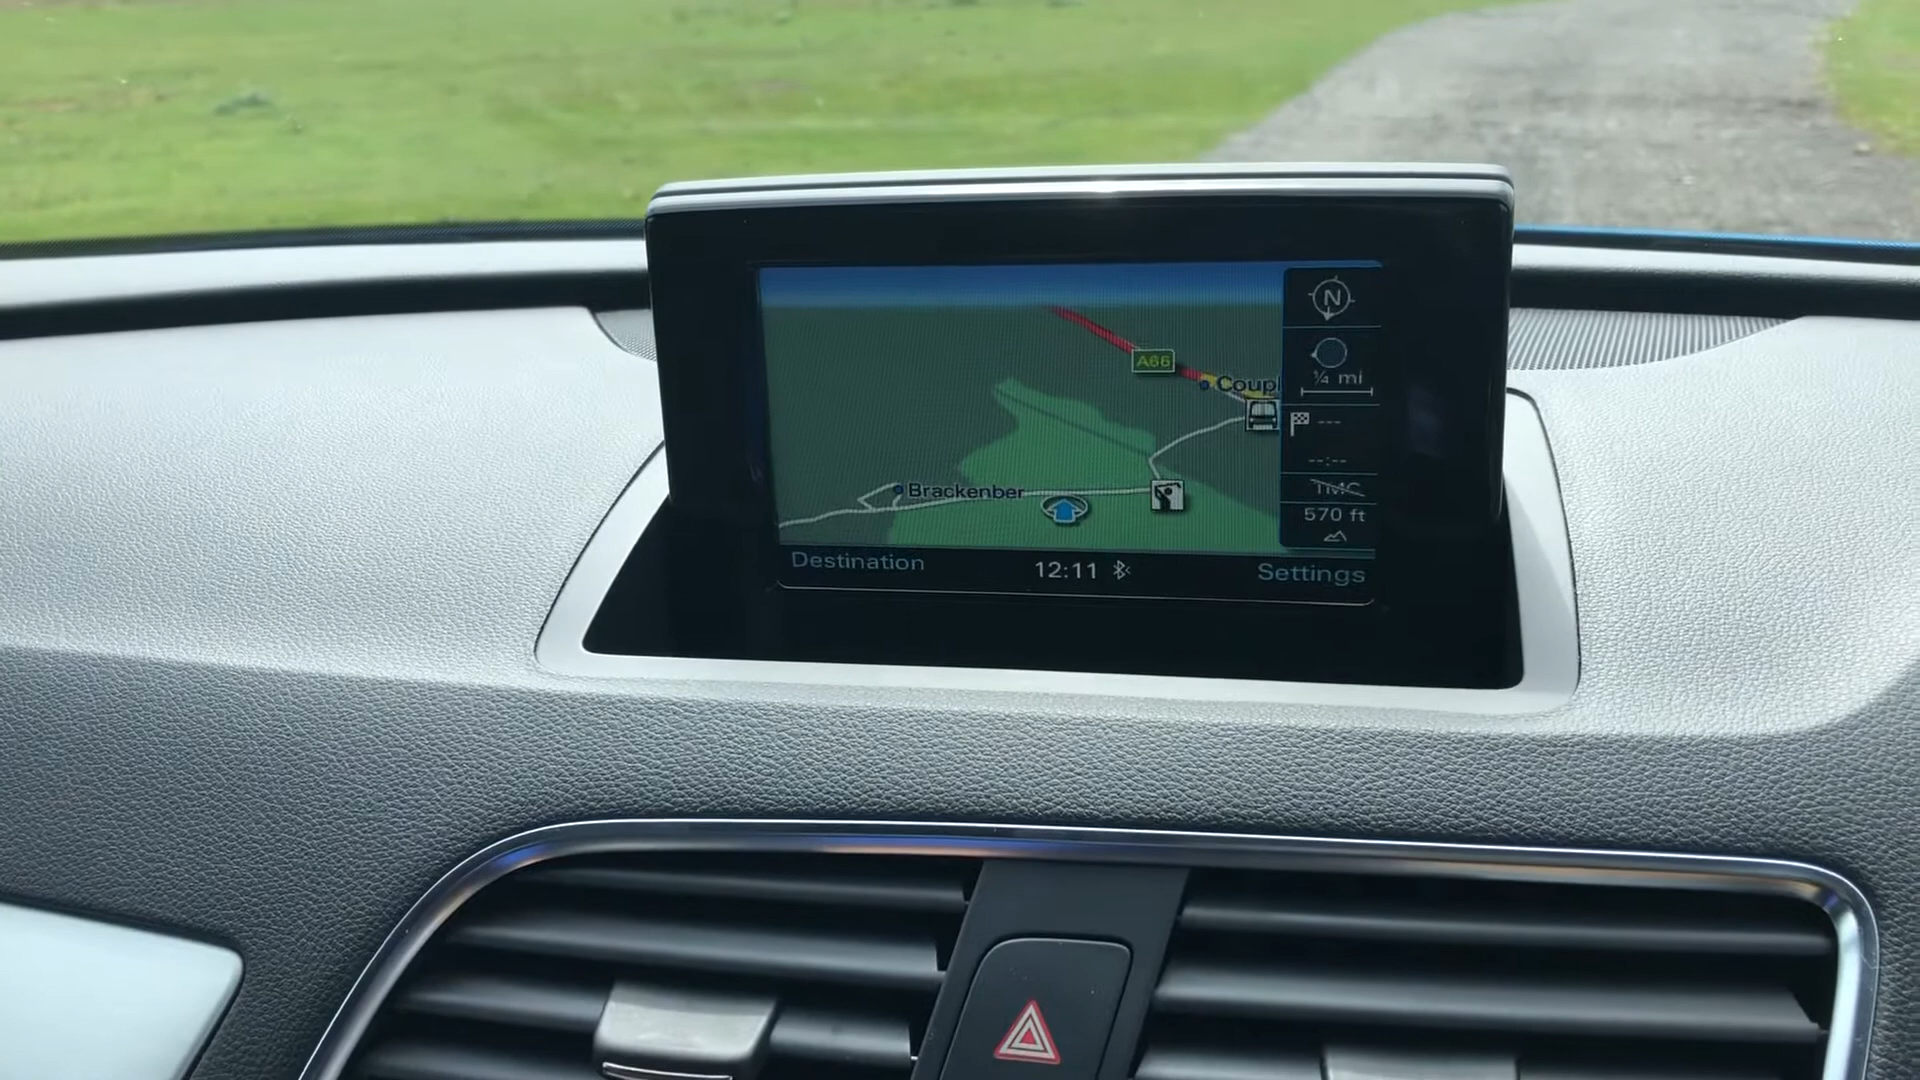 N
A66
Coupl
¼ mi
---
--:--
Brackenber
TMC
570 ft
Destination
12:11
Settings